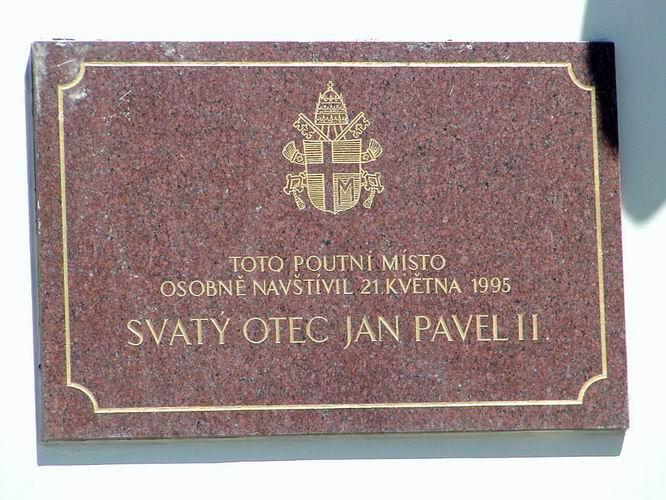 TOTO POUTNÍ MÍSTO
OSOBNĚ NAVŠTÍVIL 21.KVĚTNA 1995
SVATÝ OTEC JAN PAVEL II.